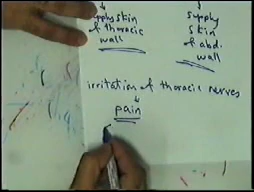 supply skin
of thoracic
wall
supply
skin
of abd.
wall
irritation of thoracic nerves
pain